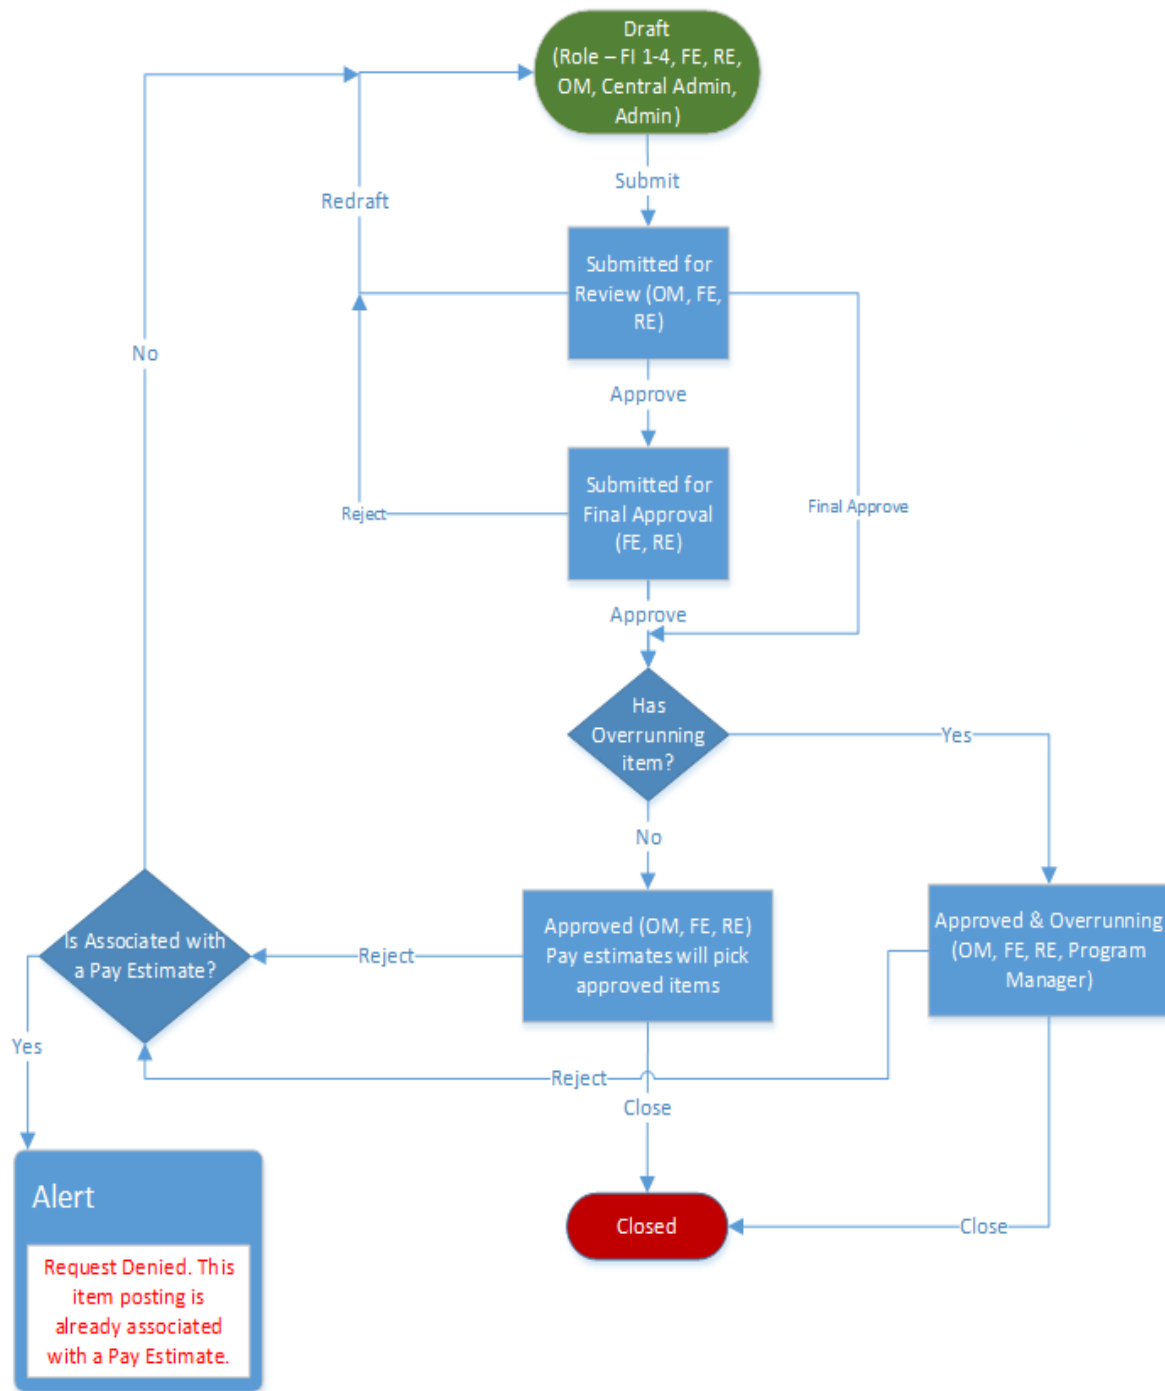 Draft
(Role – FI 1-4, FE, RE,
OM, Central Admin,
Admin)
Submit
Redraft
Submitted for
Review (OM, FE,
RE)
No
Approve
Submitted for
Final Approval
(FE, RE)
Reject
Final Approve
Approve
Has
Overrunning
item?
Yes
No
Approved (OM, FE, RE)
Pay estimates will pick
approved items
Approved & Overrunning
(OM, FE, RE, Program
Manager)
Reject
Is Associated with
a Pay Estimate?
Yes
Reject
Close
Alert
Request Denied. This
item posting is
already associated
with a Pay Estimate.
Closed
Close